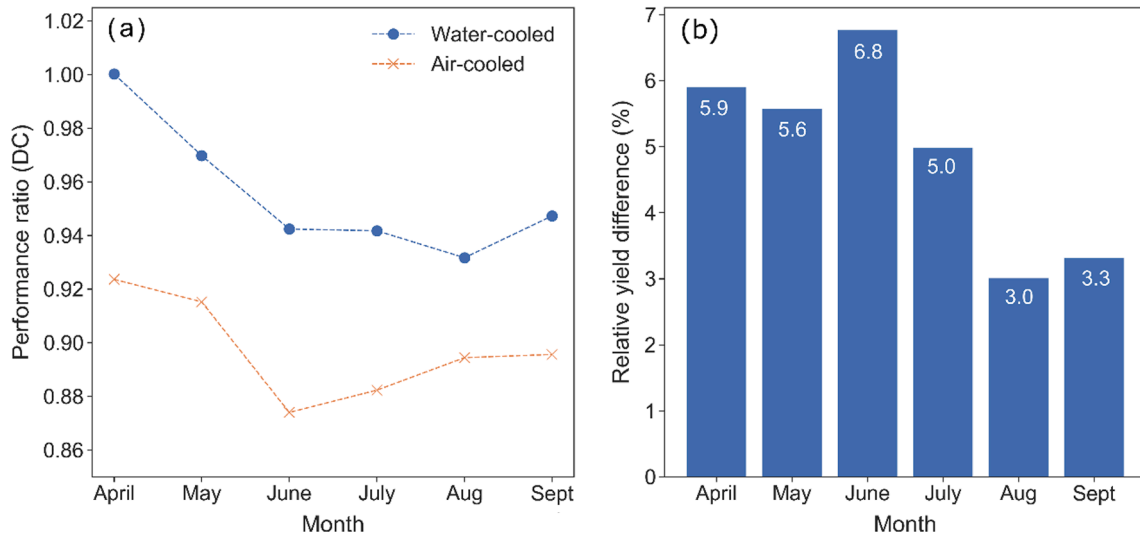 (a)
Water-cooled
Air-cooled
Performance ratio (DC)
1.02
1.00
0.98
0.96
0.94
0.92
0.90
0.88
0.86
April May June July Aug Sept
Month
(b)
Relative yield difference (%)
7
6
5
4
3
2
1
0
5.9
5.6
6.8
5.0
3.0
3.3
April May June July Aug Sept
Month